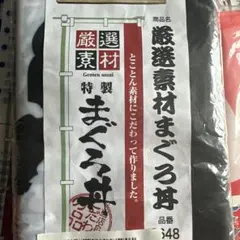 商品名
厳選素材まぐろ丼
品番
648
厳選
素材
Gensen sozai
とことん素材にこだわって作りました。
特製
まぐろ丼